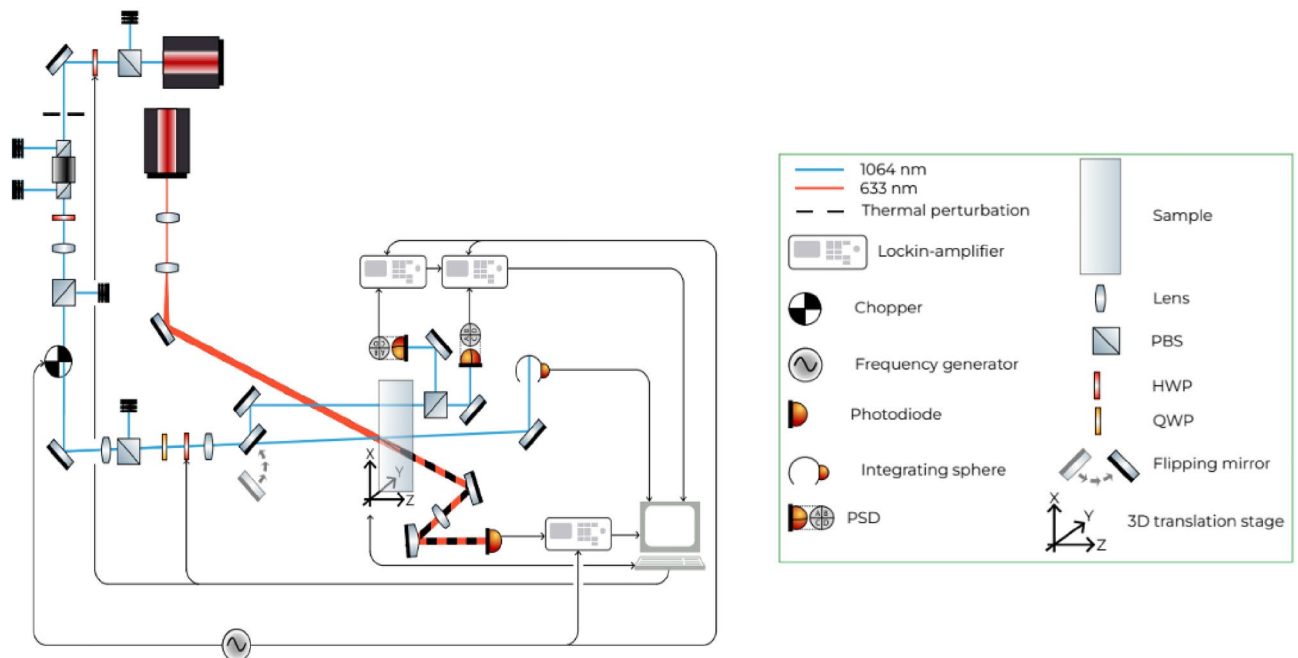 X
Y
Z
1064 nm
633 nm
Thermal perturbation
Lockin-amplifier
Chopper
Frequency generator
Photodiode
Integrating sphere
A B
C D
PSD
Sample
Lens
PBS
HWP
QWP
Flipping mirror
X
Y
Z
3D translation stage